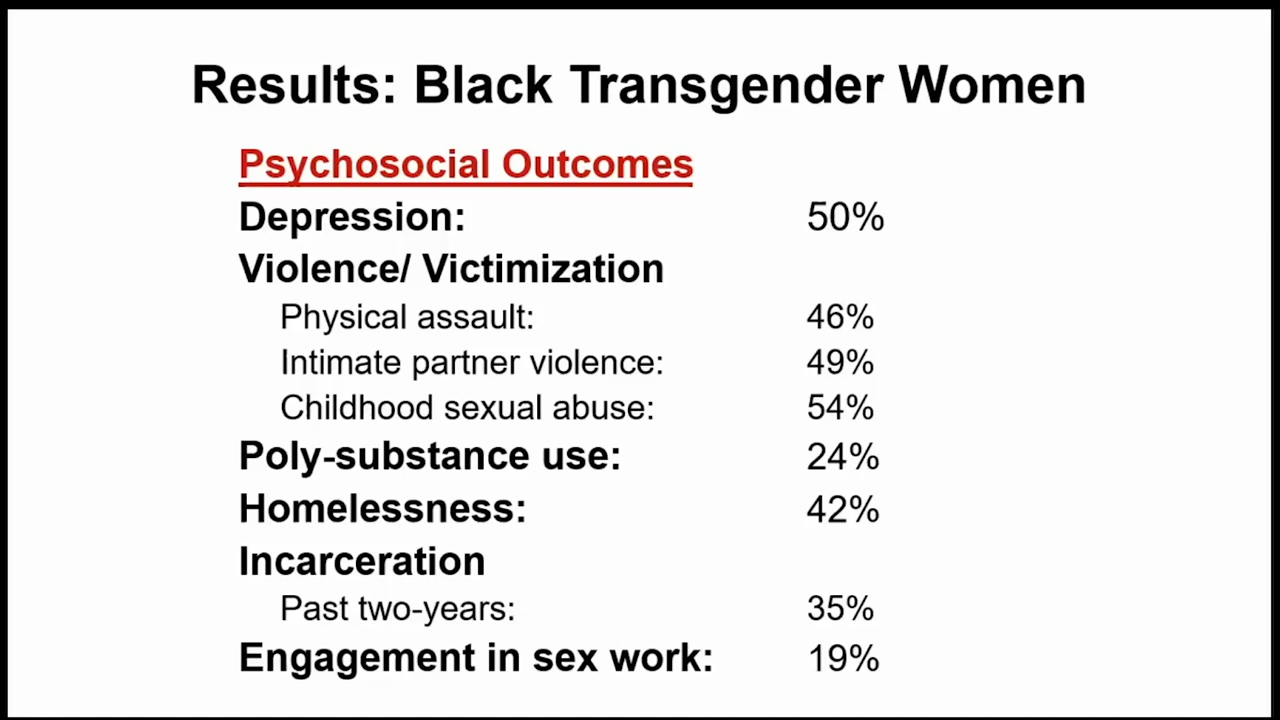 Results: Black Transgender Women
Psychosocial Outcomes
Depression: 50%
Violence/ Victimization
Physical assault: 46%
Intimate partner violence: 49%
Childhood sexual abuse: 54%
Poly-substance use: 24%
Homelessness: 42%
Incarceration
Past two-years: 35%
Engagement in sex work: 19%